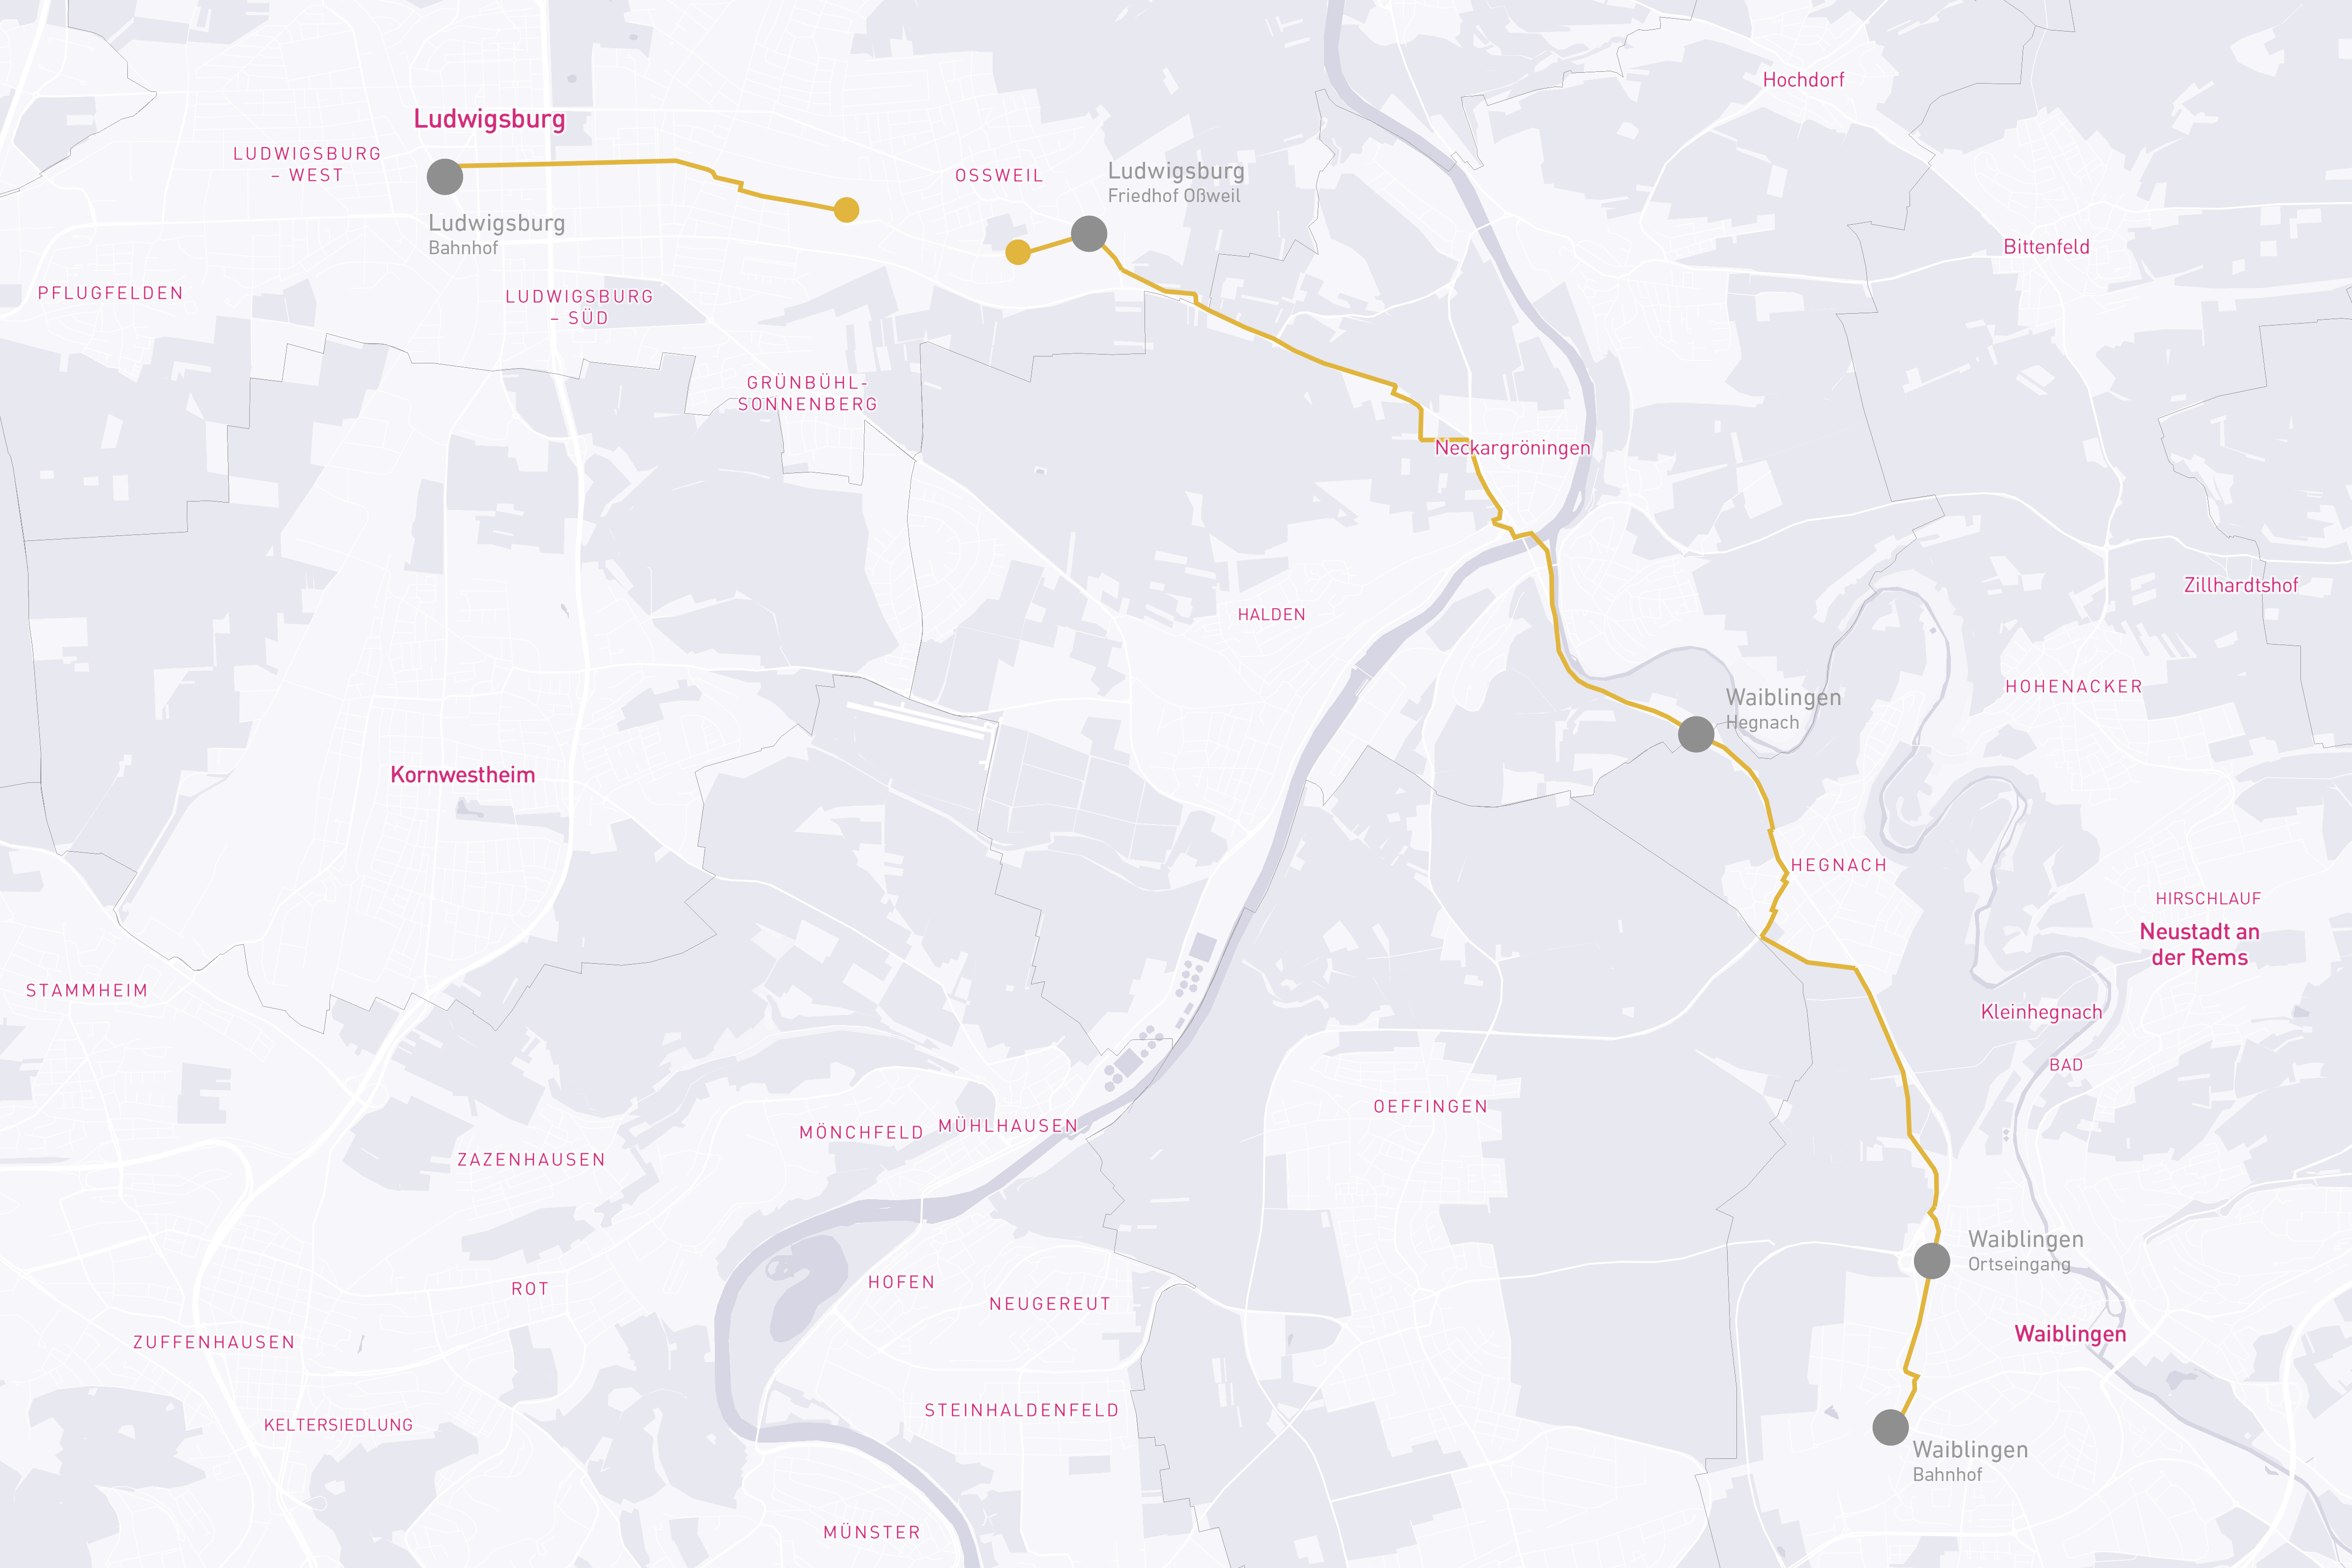 Hochdorf
Ludwigsburg
LUDWIGSBURG
– WEST
OSSWEIL
Ludwigsburg
Friedhof Oßweil
Ludwigsburg
Bahnhof
Bittenfeld
PFLUGFELDEN
LUDWIGSBURG
– SÜD
GRÜNBÜHL-
SONNENBERG
Neckargröningen
Zillhardtshof
HALDEN
HOHENACKER
Waiblingen
Hegnach
Kornwestheim
HEGNACH
HIRSCHLAUF
Neustadt an
der Rems
STAMMHEIM
Kleinhegnach
BAD
OEFFINGEN
MÖNCHFELD
MÜHLHAUSEN
ZAZENHAUSEN
Waiblingen
Ortseingang
HOFEN
ROT
NEUGEREUT
Waiblingen
ZUFFENHAUSEN
STEINHALDENFELD
KELTERSIEDLUNG
Waiblingen
Bahnhof
MÜNSTER